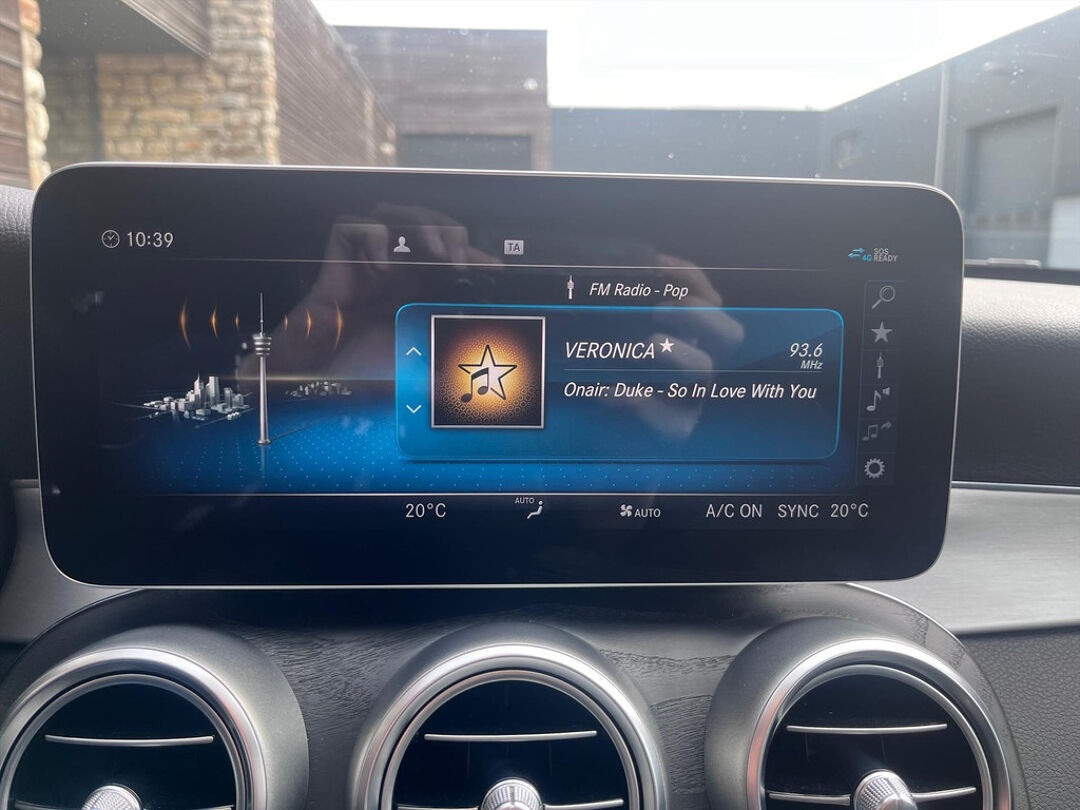 10:39
TA
4G
SOS
READY
FM Radio - Pop
VERONICA
93.6
MHz
Onair: Duke - So In Love With You
20°C
AUTO
AUTO
A/C ON
SYNC
20°C